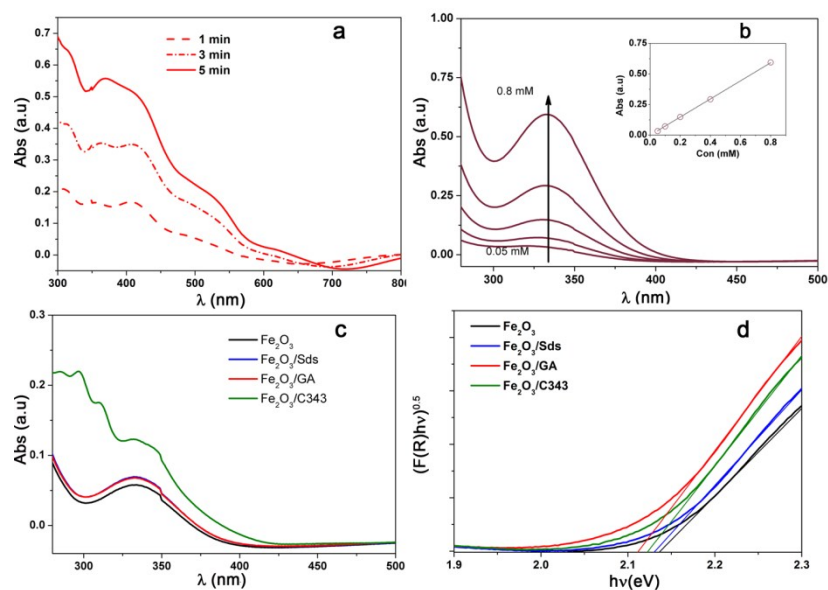 a
1 min
3 min
5 min
Abs (a.u)
0.7
0.6
0.5
0.4
0.3
0.2
0.1
0.0
300 400 500 600 700 800
λ (nm)
b
0.8 mM
0.05 mM
Abs (a.u)
1.00
0.75
0.50
0.25
0.00
300 350 400 450 500
λ (nm)
Abs (a.u)
0.75
0.50
0.25
0.00
0.0 0.2 0.4 0.6 0.8
Con (mM)
c
Fe₂O₃
Fe₂O₃/Sds
Fe₂O₃/GA
Fe₂O₃/C343
Abs (a.u)
0.3
0.2
0.1
0.0
300 350 400 450 500
λ (nm)
d
Fe₂O₃
Fe₂O₃/Sds
Fe₂O₃/GA
Fe₂O₃/C343
(F(R)hν)⁰·⁵
1.9 2.0 2.1 2.2 2.3
hν(eV)